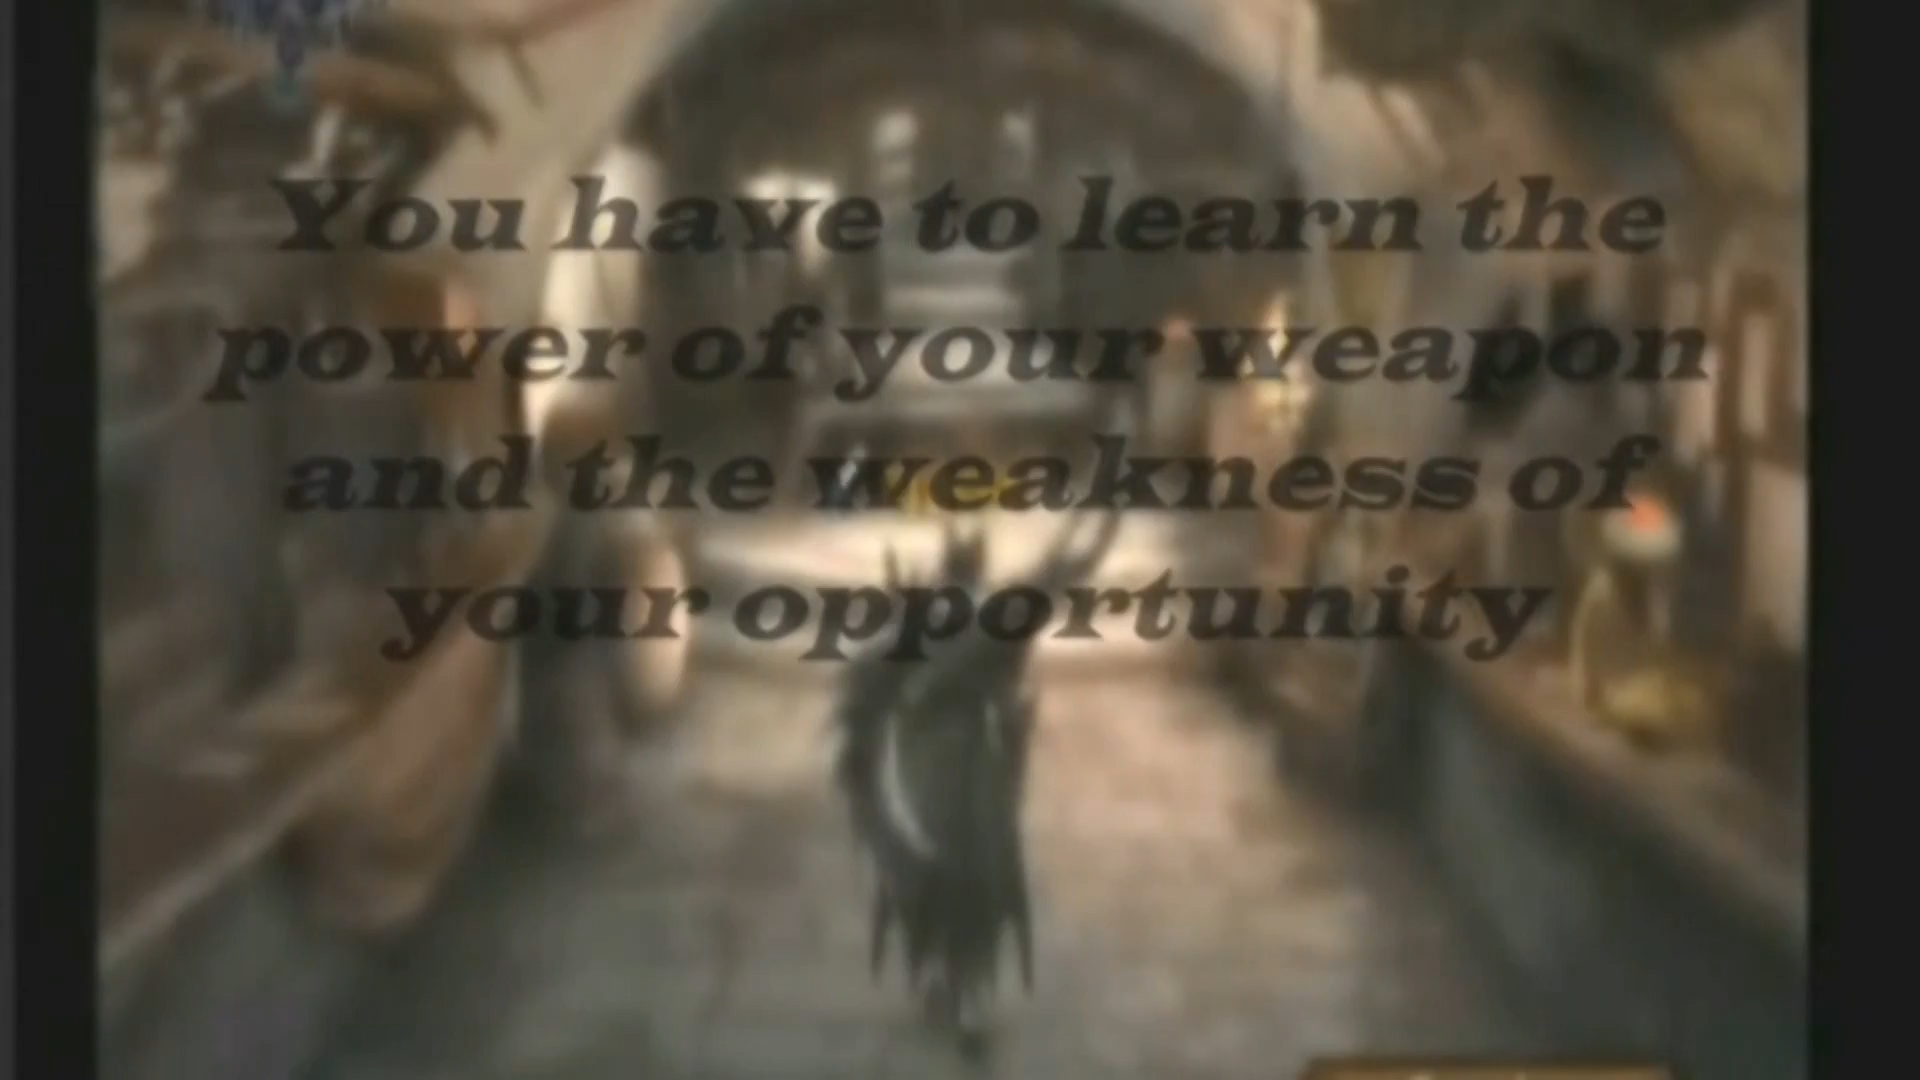 You have to learn the
power of your weapon
and the weakness of
your opportunity